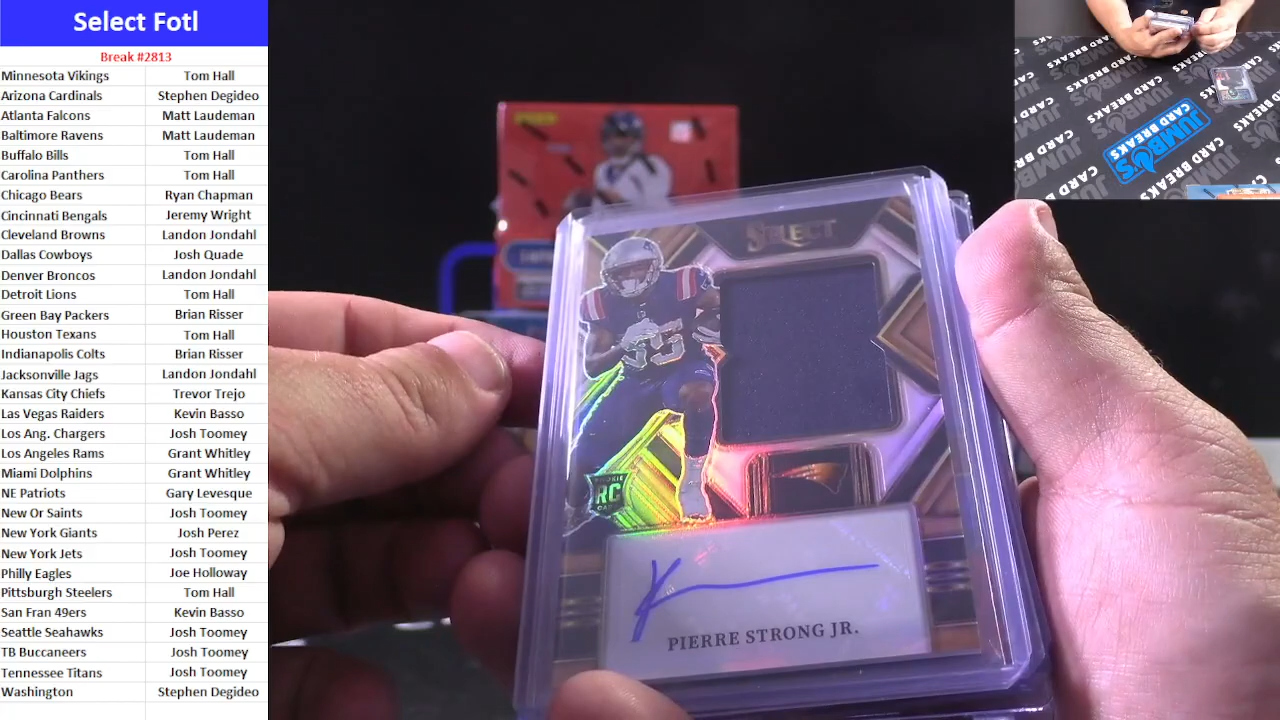 Select Fotl
Break #2813
Minnesota Vikings Tom Hall
Arizona Cardinals Stephen Degideo
Atlanta Falcons Matt Laudeman
Baltimore Ravens Matt Laudeman
Buffalo Bills Tom Hall
Carolina Panthers Tom Hall
Chicago Bears Ryan Chapman
Cincinnati Bengals Jeremy Wright
Cleveland Browns Landon Jondahl
Dallas Cowboys Josh Quade
Denver Broncos Landon Jondahl
Detroit Lions Tom Hall
Green Bay Packers Brian Risser
Houston Texans Tom Hall
Indianapolis Colts Brian Risser
Jacksonville Jags Landon Jondahl
Kansas City Chiefs Trevor Trejo
Las Vegas Raiders Kevin Basso
Los Ang. Chargers Josh Toomey
Los Angeles Rams Grant Whitley
Miami Dolphins Grant Whitley
NE Patriots Gary Levesque
New Or Saints Josh Toomey
New York Giants Josh Perez
New York Jets Josh Toomey
Philly Eagles Joe Holloway
Pittsburgh Steelers Tom Hall
San Fran 49ers Kevin Basso
Seattle Seahawks Josh Toomey
TB Buccaneers Josh Toomey
Tennessee Titans Josh Toomey
Washington Stephen Degideo
SELECT
35
ROOKIE
RC
CARD
PIERRE STRONG JR.
JUMBO'S
CARD BREAKS